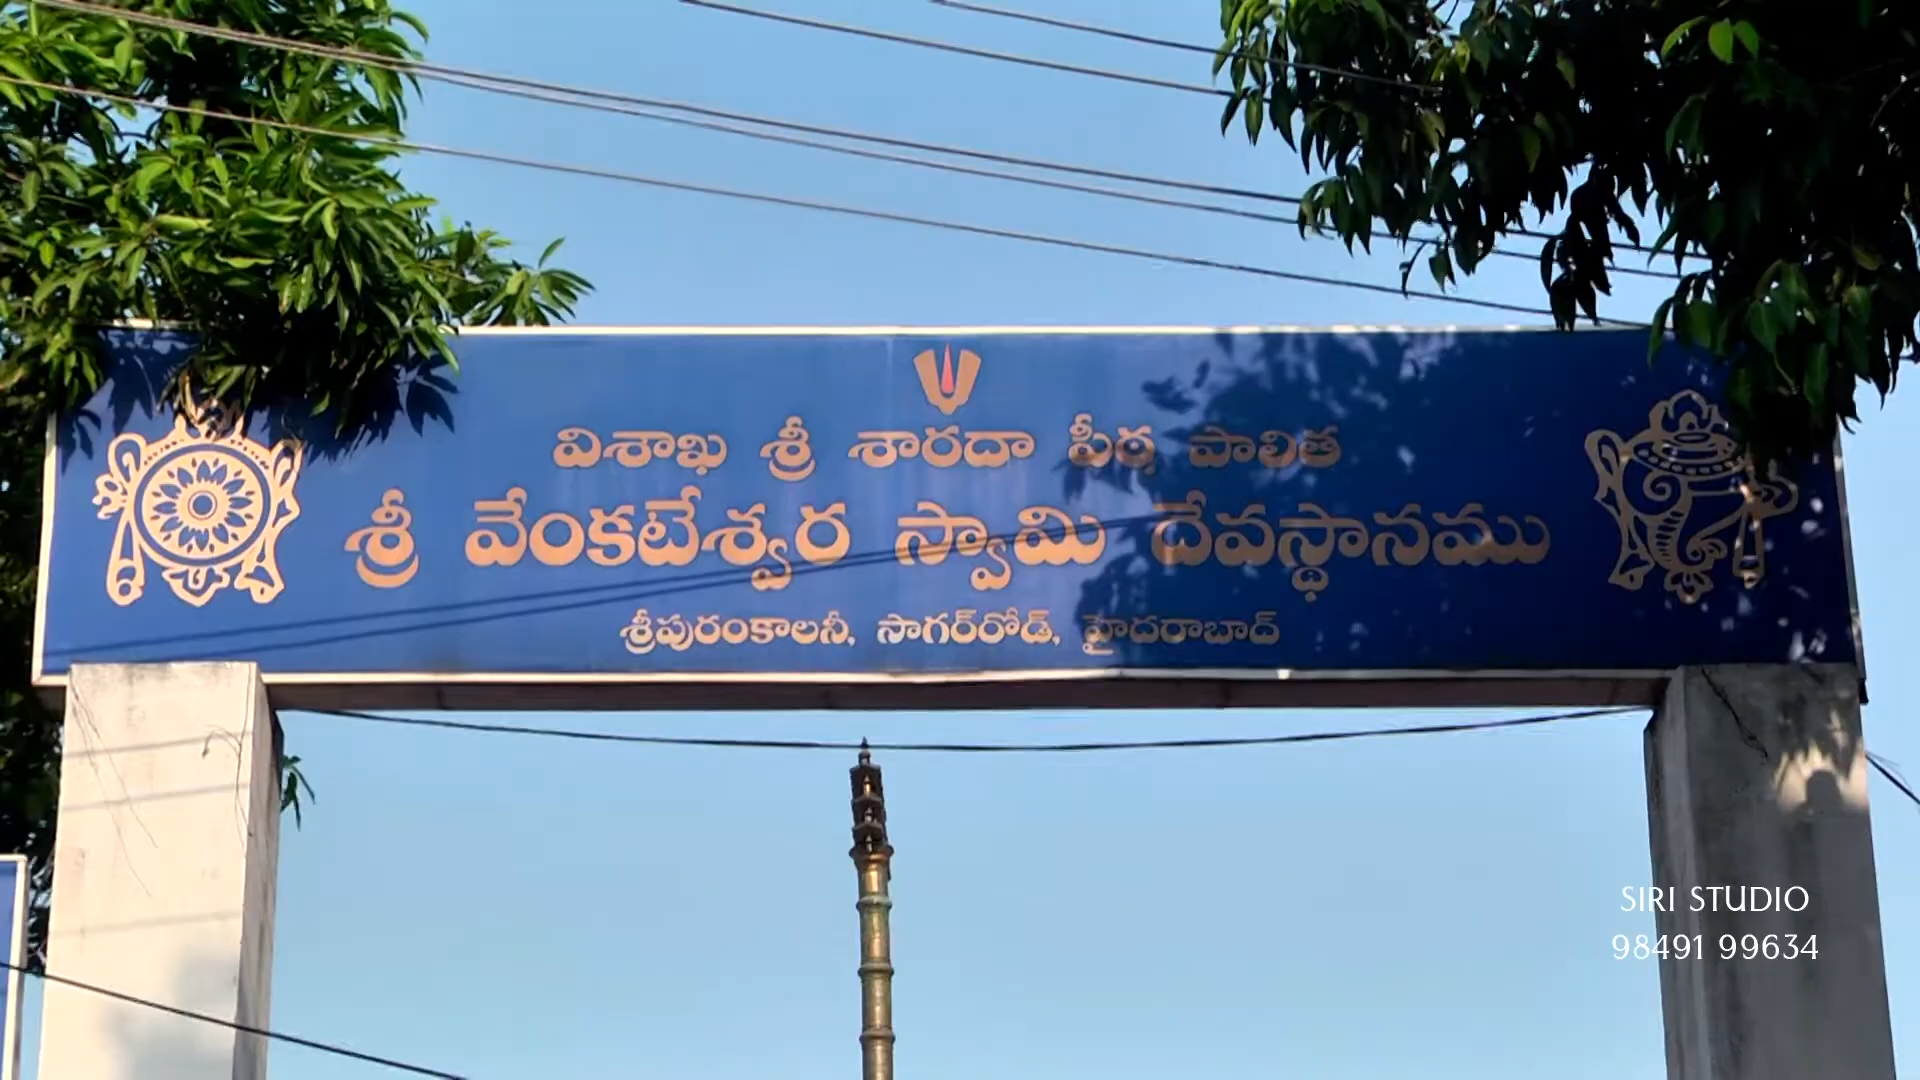 విశాఖ శ్రీ శారదా పీఠ పాలిత
శ్రీ వేంకటేశ్వర స్వామి దేవస్థానము
శ్రీపురంకాలనీ, సాగర్‌రోడ్, హైదరాబాద్
SIRI STUDIO
98491 99634